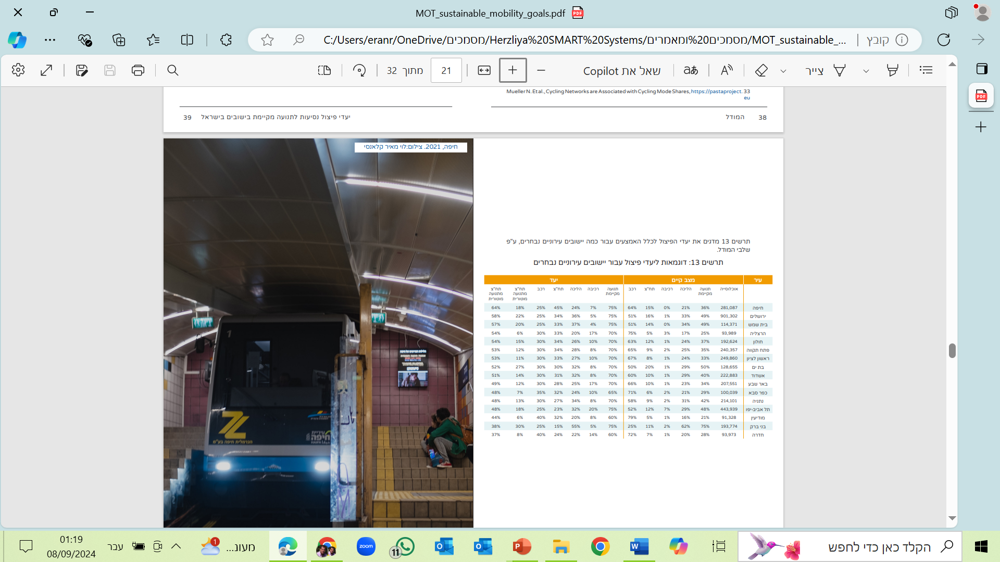 MOT_sustainable_mobility_goals.pdf
C:/Users/eranr/OneDrive/מסמכים/Herzliya%20SMART%20Systems/מסמכים%20ומאמרים/MOT_sustainable_... קובץ
צייר שאל את Copilot 21 מתוך 32
Mueller N. Et al., Cycling Networks are Associated with Cycling Mode Shares, https://pastaproject. 33
eu
38 המודל
יעדי פיצול נסיעות לתנועה מקיימת בישובים בישראל 39
תרשים 13 מדגים את יעדי הפיצול לכלל האמצעים עבור כמה יישובים עירוניים נבחרים, ע"פ
שלבי המודל.
תרשים 13: דוגמאות ליעדי פיצול עבור יישובים עירוניים נבחרים
עיר מצב קיים יעד
אוכלוסייה תנועה מקיימת הליכה רכיבה תח"צ רכב תנועה מקיימת רכיבה הליכה תח"צ רכב תח"צ מתנועה מוטורית תח"צ מתנועה מוטורית
חיפה 281,087 36% 21% 0% 15% 64% 75% 7% 24% 45% 25% 18% 64%
ירושלים 901,302 49% 33% 1% 16% 51% 75% 5% 36% 34% 25% 22% 58%
בית שמש 114,371 49% 34% 0% 14% 51% 75% 4% 37% 33% 25% 20% 57%
הרצליה 93,989 25% 17% 3% 5% 75% 70% 17% 20% 33% 30% 6% 54%
חולון 192,624 37% 24% 1% 12% 63% 70% 10% 26% 34% 30% 15% 54%
פתח תקווה 240,357 35% 25% 2% 9% 65% 70% 8% 28% 34% 30% 12% 53%
ראשון לציון 249,860 33% 24% 1% 8% 67% 70% 10% 27% 33% 30% 11% 53%
בת ים 128,655 50% 29% 1% 20% 50% 70% 8% 32% 30% 30% 27% 52%
אשדוד 222,883 40% 29% 1% 10% 60% 70% 8% 32% 31% 30% 14% 51%
באר שבע 207,551 34% 23% 1% 10% 66% 70% 17% 25% 28% 30% 12% 49%
כפר סבא 100,039 29% 21% 2% 6% 71% 65% 10% 24% 32% 35% 7% 48%
נתניה 214,101 42% 31% 2% 9% 58% 70% 8% 34% 27% 30% 13% 48%
תל אביב-יפו 443,939 48% 29% 7% 12% 52% 75% 20% 32% 23% 25% 18% 48%
מודיעין 91,328 21% 16% 1% 5% 79% 60% 8% 20% 32% 40% 6% 44%
בני ברק 193,774 75% 62% 2% 11% 25% 75% 5% 55% 15% 25% 30% 38%
חדרה 93,973 28% 20% 1% 7% 72% 60% 14% 22% 24% 40% 8% 37%
חיפה, 2021. צילום:לוי מאיר קלאנסי
1
עיריית
חיפה
HAIFA
הכרמלית חיפה בע"מ
הקלד כאן כדי לחפש
zoom
11
מעונ...
1
עבר
01:19
08/09/2024